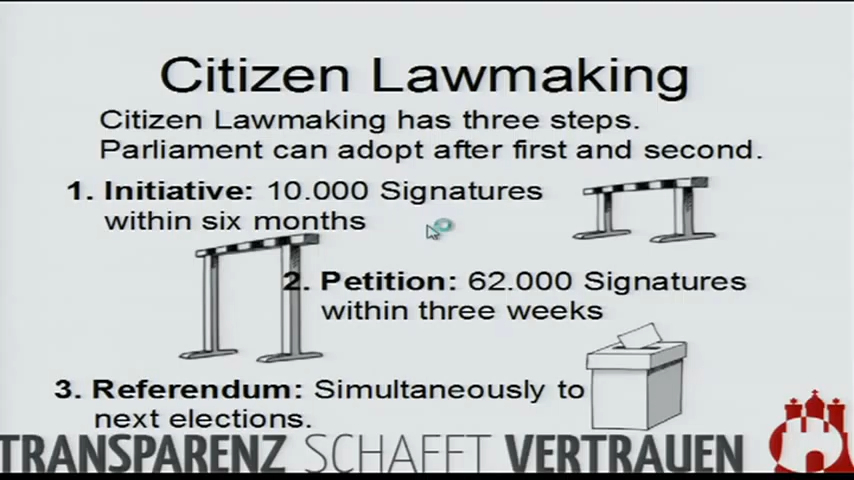 Citizen Lawmaking
Citizen Lawmaking has three steps.
Parliament can adopt after first and second.
1. Initiative: 10.000 Signatures
within six months
2. Petition: 62.000 Signatures
within three weeks
3. Referendum: Simultaneously to
next elections.
TRANSPARENZ SCHAFFT VERTRAUEN